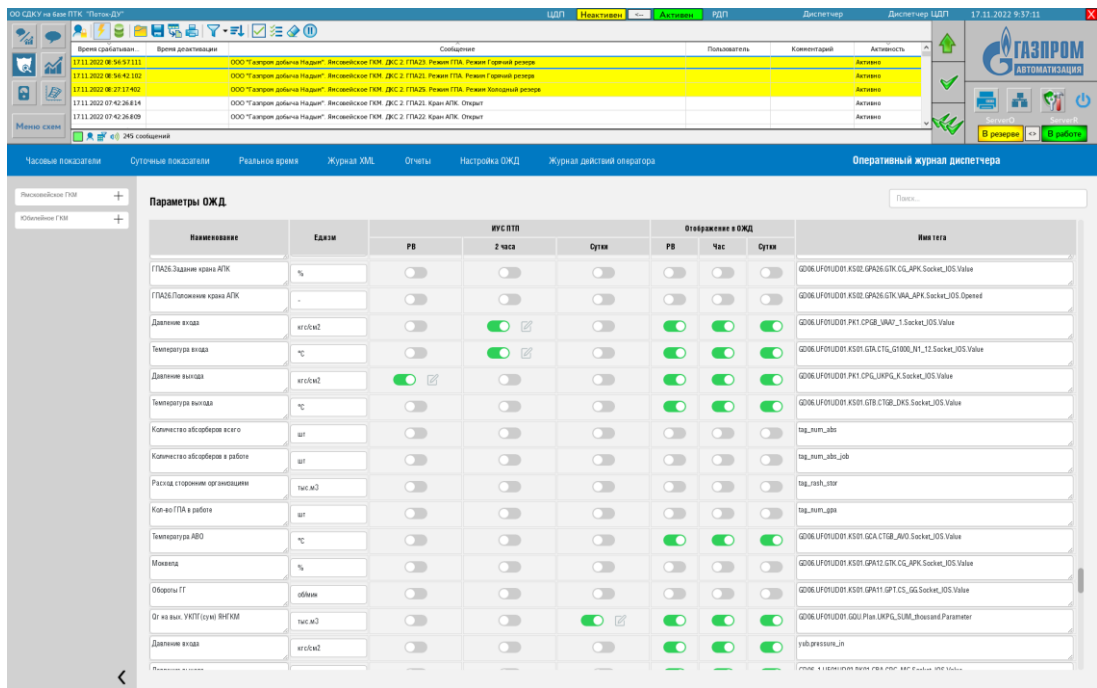 ОО СДКУ на базе ПТК "Поток-ДУ" ЦДП Неактивен <-- Активен РДП Диспетчер Диспетчер ЦДП 17.11.2022 9:37:11 X
Время срабатыван... Время деактивации Сообщение Пользователь Комментарий Активность
17.11.2022 08:56:57.111 ООО "Газпром добыча Надым". Ямсовейское ГКМ. ДКС 2. ГПА23. Режим ГПА. Режим Горячий резерв Активно
17.11.2022 08:56:42.102 ООО "Газпром добыча Надым". Ямсовейское ГКМ. ДКС 2. ГПА21. Режим ГПА. Режим Горячий резерв Активно
17.11.2022 08:27:17.402 ООО "Газпром добыча Надым". Ямсовейское ГКМ. ДКС 2. ГПА25. Режим ГПА. Режим Холодный резерв Активно
17.11.2022 07:42:26.814 ООО "Газпром добыча Надым". Ямсовейское ГКМ. ДКС 2. ГПА21. Кран АПК. Открыт Активно
17.11.2022 07:42:26.809 ООО "Газпром добыча Надым". Ямсовейское ГКМ. ДКС 2. ГПА22. Кран АПК. Открыт Активно
245 сообщений
Меню схем
ГАЗПРОМ
АВТОМАТИЗАЦИЯ
ServerO ServerR
В резерве <> В работе
Часовые показатели Суточные показатели Реальное время Журнал XML Отчеты Настройка ОЖД Журнал действий оператора Оперативный журнал диспетчера
Ямсовейское ГКМ +
Юбилейное ГКМ +
Параметры ОЖД Поиск...
Наименование Ед.изм ИУС ПТП Отображение в ОЖД Имя тега
РВ 2 часа Сутки РВ Час Сутки
ГПА26.Задание крана АПК % GD06.UF01UD01.KS02.GPA26.GTK.CG_APK.Socket_IOS.Value
ГПА26.Положение крана АПК - GD06.UF01UD01.KS02.GPA26.GTK.VAA_APK.Socket_IOS.Opened
Давление входа кгс/см2 GD06.UF01UD01.PK1.CPGB_VAA7_1.Socket_IOS.Value
Температура входа °C GD06.UF01UD01.KS01.GTA.CTG_G1000_N1_12.Socket_IOS.Value
Давление выхода кгс/см2 GD06.UF01UD01.PK1.CPG_UKPG_K.Socket_IOS.Value
Температура выхода °C GD06.UF01UD01.KS01.GTB.CTGB_DKS.Socket_IOS.Value
Количество абсорберов всего шт tag_num_abs
Количество абсорберов в работе шт tag_num_abs_job
Расход сторонним организациям тыс.м3 tag_rash_stor
Кол-во ГПА в работе шт tag_num_gpa
Температура АВО °C GD06.UF01UD01.KS01.GCA.CTGB_AVO.Socket_IOS.Value
Моквелд % GD06.UF01UD01.KS01.GPA12.GTK.CG_APK.Socket_IOS.Value
Обороты ГГ об/мин GD06.UF01UD01.KS01.GPA11.GPT.CS_GG.Socket_IOS.Value
Qг на вых. УКПГ(сум) ЯНГКМ тыс.м3 GD06.UF01UD01.GQU.Plan.UKPG_SUM_thousand.Parameter
Давление входа кгс/см2 yub.pressure_in